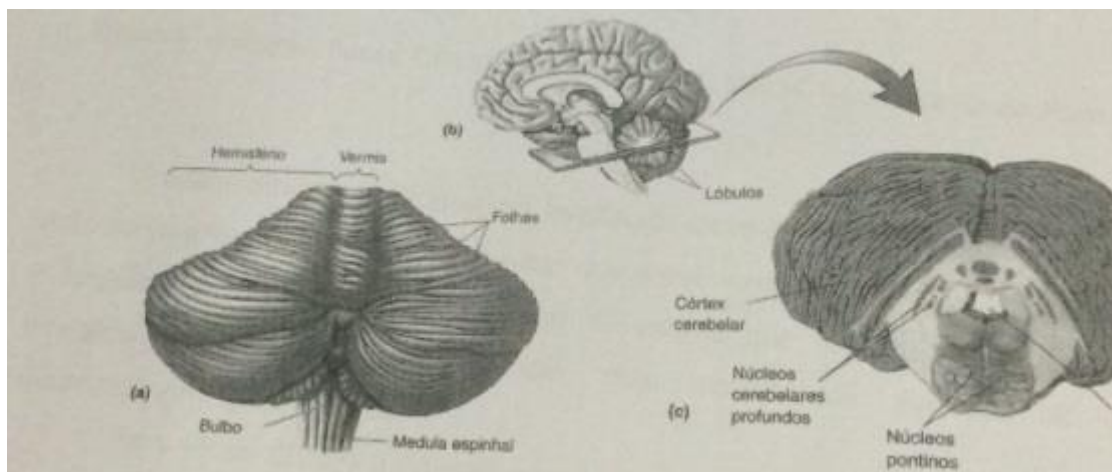 (b)
Hemisfério
Vermis
Lóbulos
Folhas
Córtex
cerebelar
(a)
Núcleos
cerebelares
profundos
(c)
Bulbo
Medula espinhal
Núcleos
pontinos